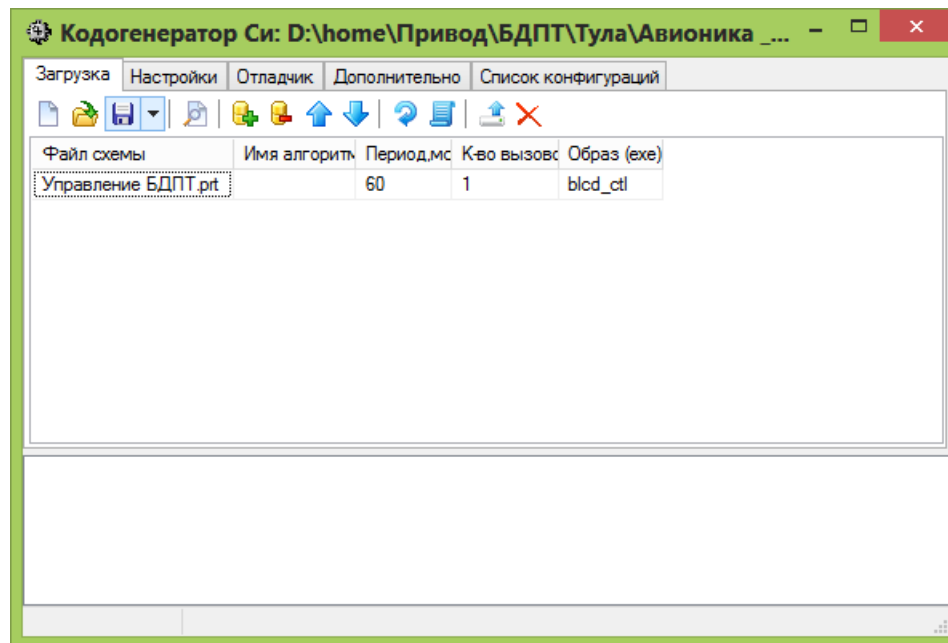 Кодогенератор Си: D:\home\Привод\БДПТ\Тула\Авионика _...
Загрузка Настройки Отладчик Дополнительно Список конфигураций
Файл схемы Имя алгоритм Период,мс К-во вызово Образ (exe)
Управление БДПТ.prt 60 1 blcd_ctl